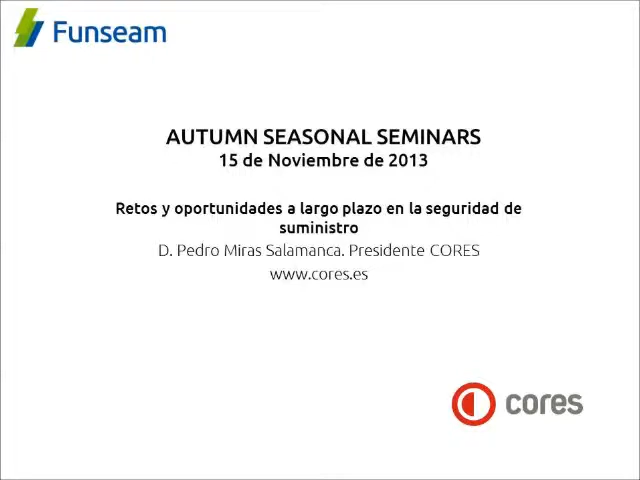 Funseam
AUTUMN SEASONAL SEMINARS
15 de Noviembre de 2013
Retos y oportunidades a largo plazo en la seguridad de
suministro
D. Pedro Miras Salamanca. Presidente CORES
www.cores.es
cores